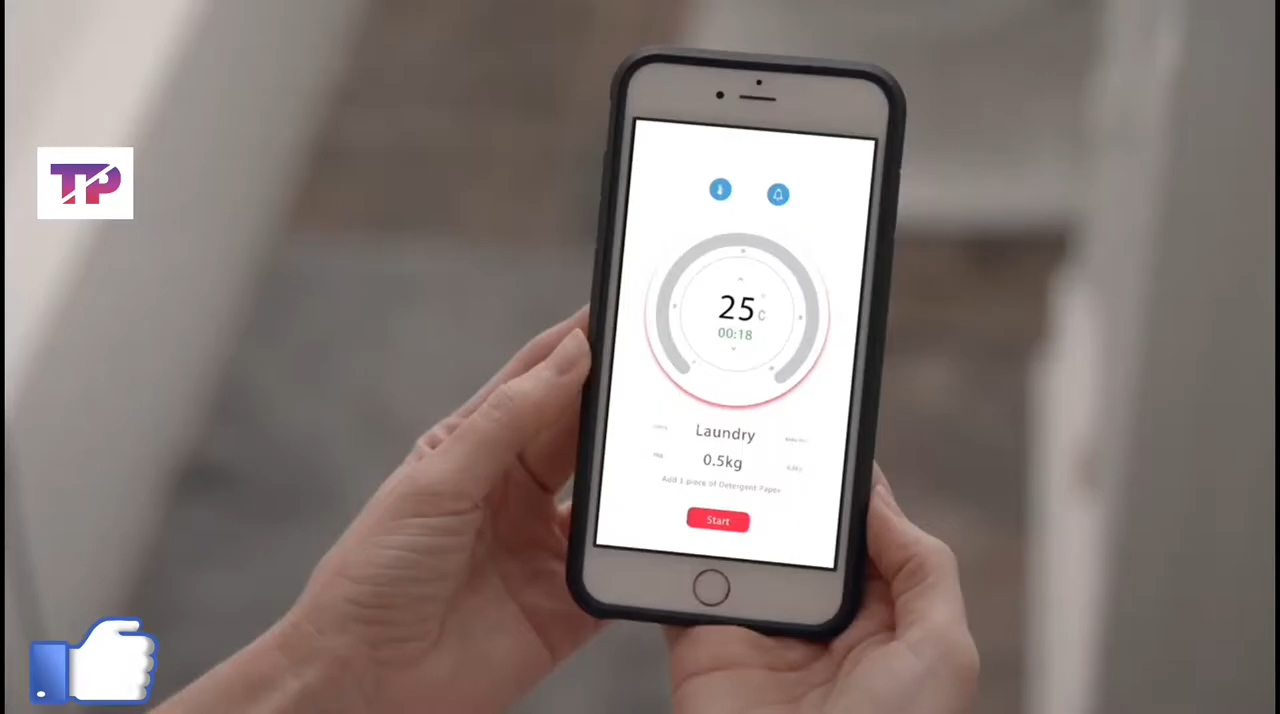 TP
25 °C
00:18
Laundry
0.5kg
Add 1 piece of Detergent Paper
Start